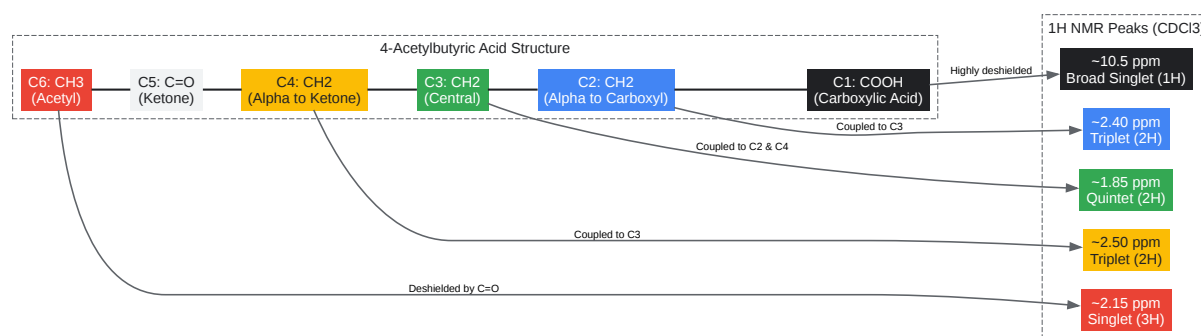 1H NMR Peaks (CDCl3)
4-Acetylbutyric Acid Structure
C6: CH3
(Acetyl)
C5: C=O
(Ketone)
C4: CH2
(Alpha to Ketone)
C3: CH2
(Central)
C2: CH2
(Alpha to Carboxyl)
C1: COOH
(Carboxylic Acid)
Highly deshielded
~10.5 ppm
Broad Singlet (1H)
Coupled to C3
~2.40 ppm
Triplet (2H)
Coupled to C2 & C4
~1.85 ppm
Quintet (2H)
Coupled to C3
~2.50 ppm
Triplet (2H)
Deshielded by C=O
~2.15 ppm
Singlet (3H)